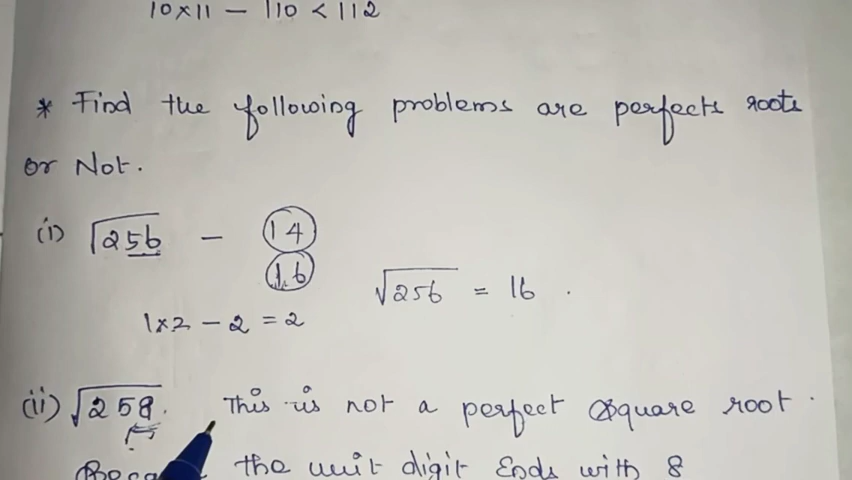 10×11 – 110 < 112
* Find the following problems are perfects roots
or Not.
(i) √256 – 14
16
√256 = 16 .
1×2 – 2 = 2
(ii) √258. This is not a perfect square root.
the unit digit Ends with 8